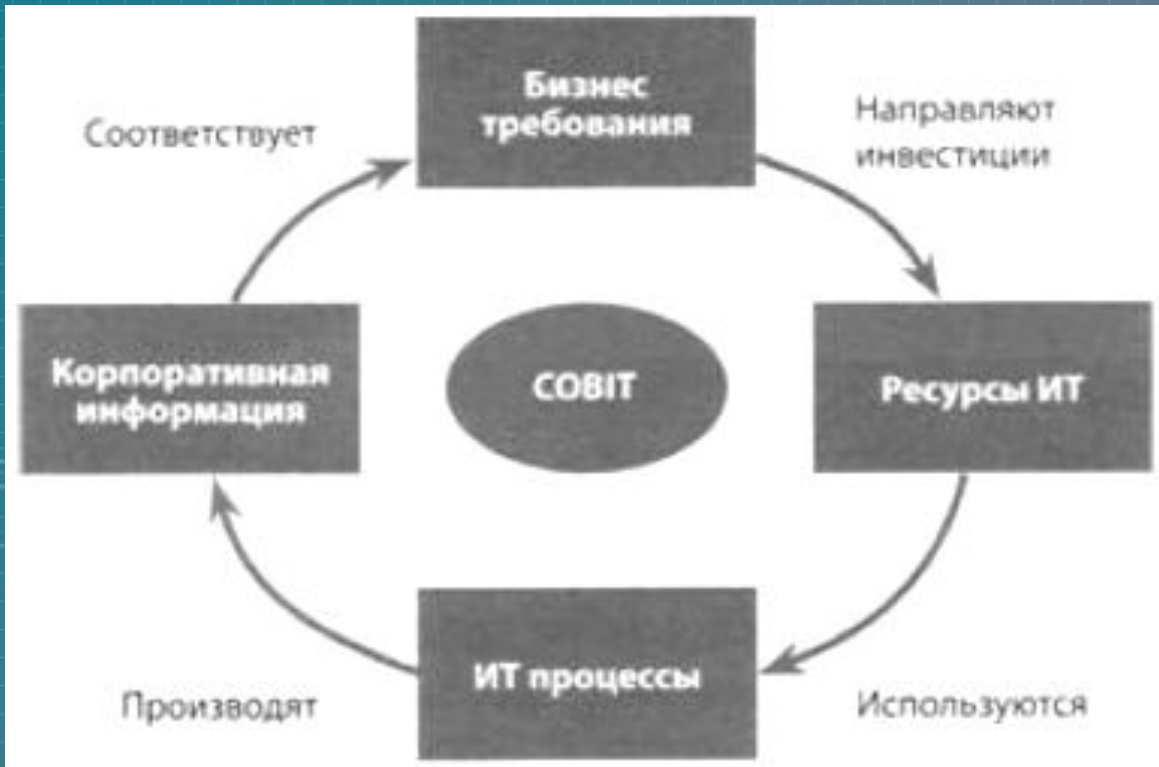 Бизнес
требования
Соответствует
Направляют
инвестиции
Корпоративная
информация
COBIT
Ресурсы ИТ
ИТ процессы
Производят
Используются